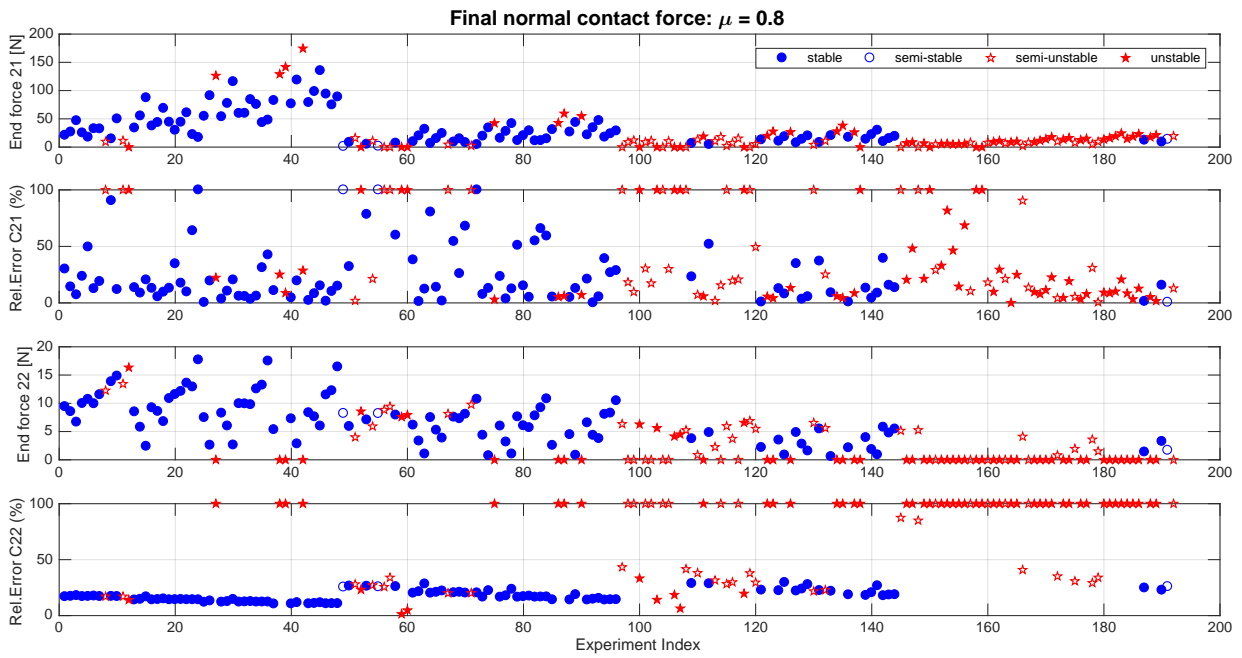 Final normal contact force: μ = 0.8
End force 21 [N]
200
150
100
50
0
stable
semi-stable
semi-unstable
unstable
0 20 40 60 80 100 120 140 160 180 200
Rel.Error C21 (%)
100
50
0
0 20 40 60 80 100 120 140 160 180 200
End force 22 [N]
20
15
10
5
0
0 20 40 60 80 100 120 140 160 180 200
Rel.Error C22 (%)
100
50
0
0 20 40 60 80 100 120 140 160 180 200
Experiment Index